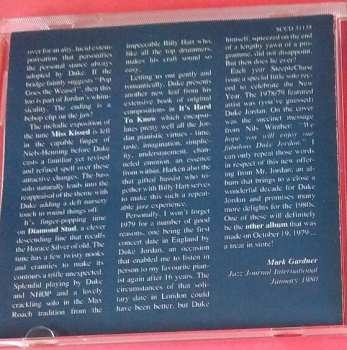 SCCD 31135
over for an airy, lucid extem-
porisation that personifies
the personal stance always
adopted by Duke. If the
bridge faintly suggests "Pop
Goes the Weasel", then this
has is part of Jordan's whim-
sicality. The ending is a
bebop clip on the jaw!
The melodic exposition of
the tune Miss Kissed is left
in the capable finger of
Niels-Henning before Duke
casts a familiar yet revised
and refined spell over these
attractive changes. The bass
solo naturally leads into the
reappraisal of the theme with
Duke adding a deft nursery
touch to round things off.
It's finger-popping time
on Diamond Stud, a clever
descending line that recalls
the Horace Silver of old. The
tune has a few twisty nooks
and crannies to make its
contours a trifle unexpected.
Splendid playing by Duke
and NHØP and a lovely
crackling solo in the Max
Roach tradition from the
impeccable Billy Hart who,
like all the top drummers,
makes his craft sound so
easy.
Letting us out gently and
romantically, Duke presents
another new leaf from his
extensive book of original
compositions in It's Hard
To Know which encapsu-
lates pretty well all the Jor-
dan pianistic virtues - time,
taste, imagination, simplic-
ity, understatement, chan-
neled emotion, an essence
from within. Harken also the
that gifted bassist who to-
gether with Billy Hart serves
to make this such a repeat-
able jazz experience.
Personally, I won't forget
1979 for a number of good
reasons, one being the first
concert date in England by
Duke Jordan, an occasion
that enabled me to listen in
person to my favourite pian-
ist again after 16 years. The
circumstances of that soli-
tary date in London could
have been better, but Duke
himself, squeezed on the end
of a lengthy yawn of a pro-
gramme, did not disappoint.
But then does he ever!
Each year SteepleChase
issue a special little solo rec-
ord to celebrate the New
Year. The 1978/79 featured
artist was (you've guessed)
Duke Jordan. On the cover
was the succinct message
from Nils Winther: "We
hope you will enjoy our
fabulous Duke Jordan." I
can only repeat those words
in respect of this new offer-
ing from Mr. Jordan, an al-
bum that brings to a close a
wonderful decade for Duke
Jordan and promises many
more delights for the 1980s.
One of these will definitely
be the other album that was
made on October 19, 1979 ...
a treat in store!
Mark Gardner
Jazz Journal International
January 1980